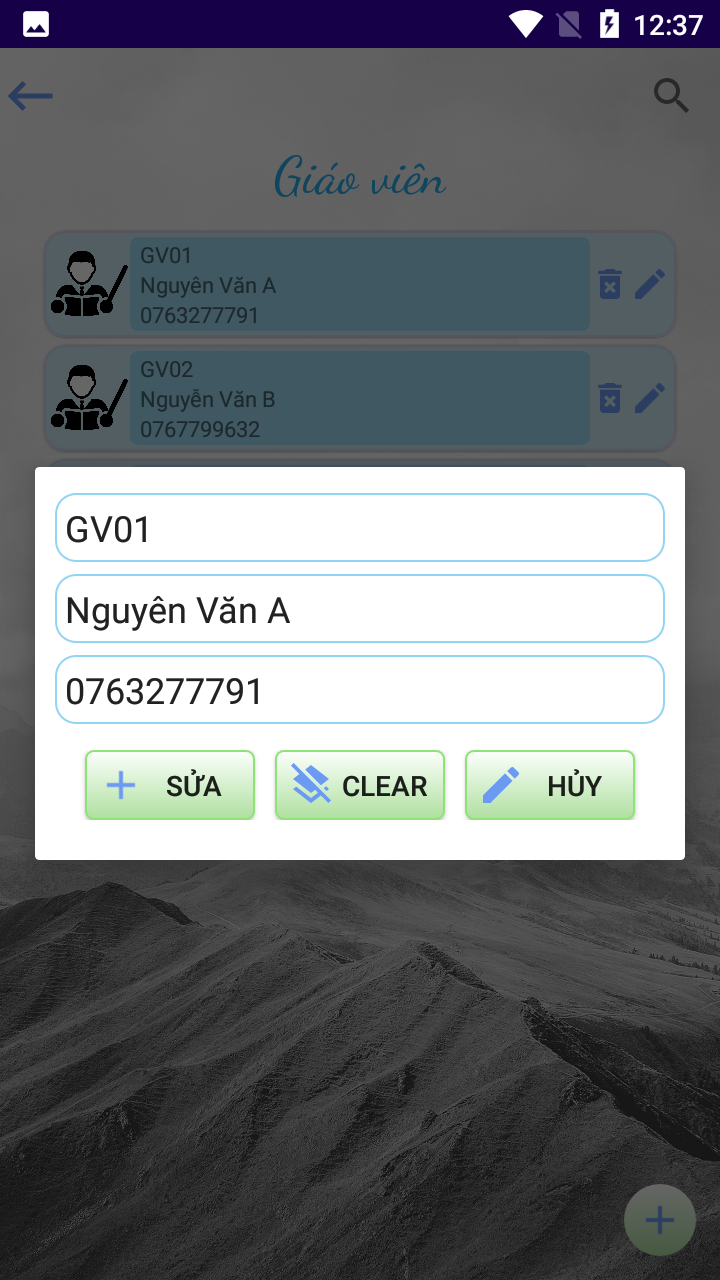 12:37
Giáo viên
GV01
Nguyên Văn A
0763277791
GV02
Nguyễn Văn B
0767799632
GV01
Nguyên Văn A
0763277791
SỬA
CLEAR
HỦY